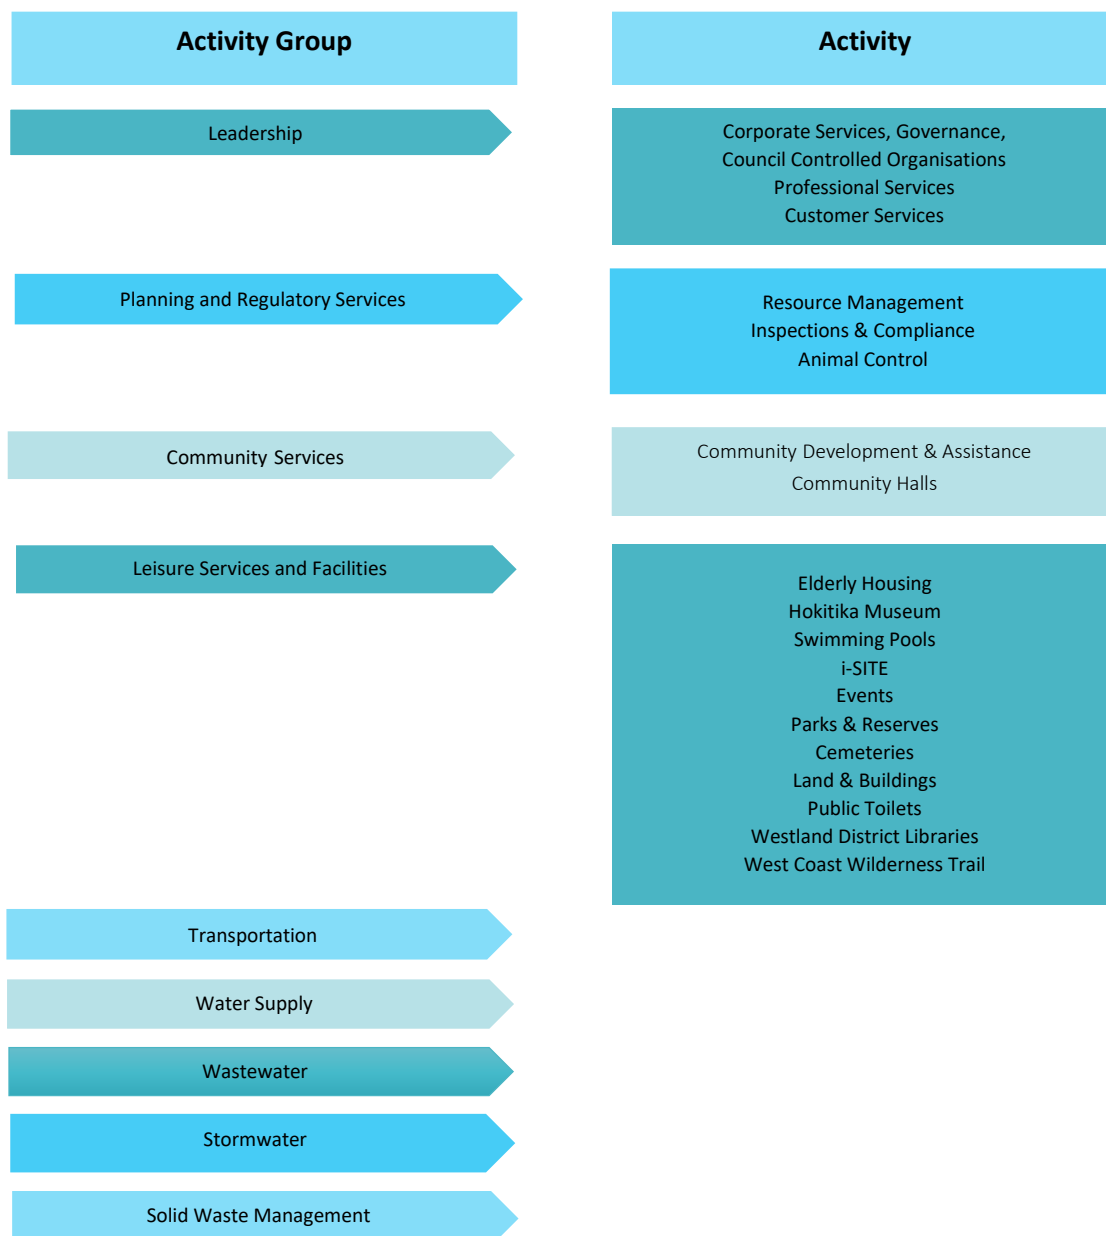 Activity Group
Activity
Leadership
Corporate Services, Governance,
Council Controlled Organisations
Professional Services
Customer Services
Planning and Regulatory Services
Resource Management
Inspections & Compliance
Animal Control
Community Services
Community Development & Assistance
Community Halls
Leisure Services and Facilities
Elderly Housing
Hokitika Museum
Swimming Pools
i-SITE
Events
Parks & Reserves
Cemeteries
Land & Buildings
Public Toilets
Westland District Libraries
West Coast Wilderness Trail
Transportation
Water Supply
Wastewater
Stormwater
Solid Waste Management